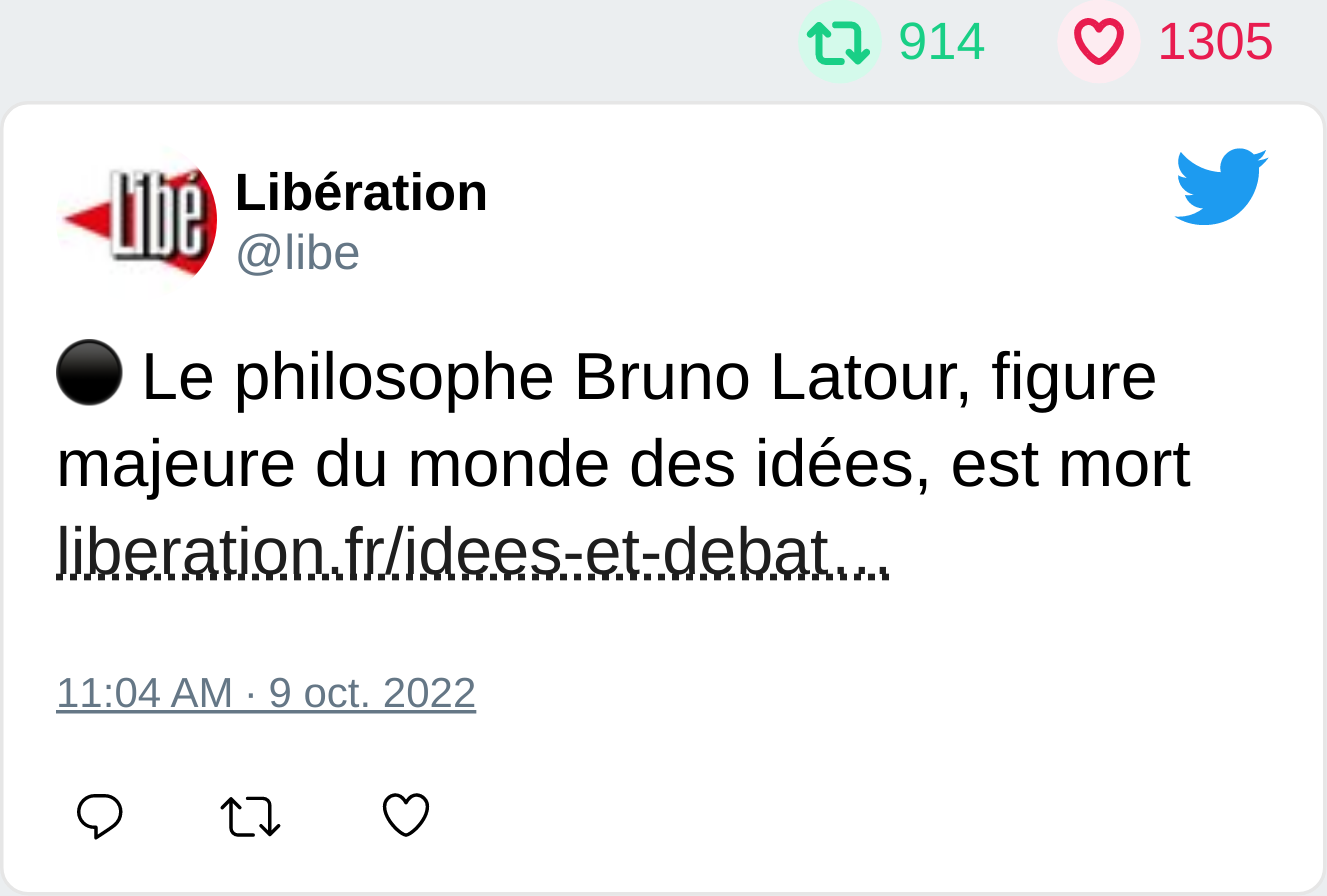 914 1305
Libé
Libération
@libe
⚫ Le philosophe Bruno Latour, figure
majeure du monde des idées, est mort
liberation.fr/idees-et-debat…
11:04 AM · 9 oct. 2022